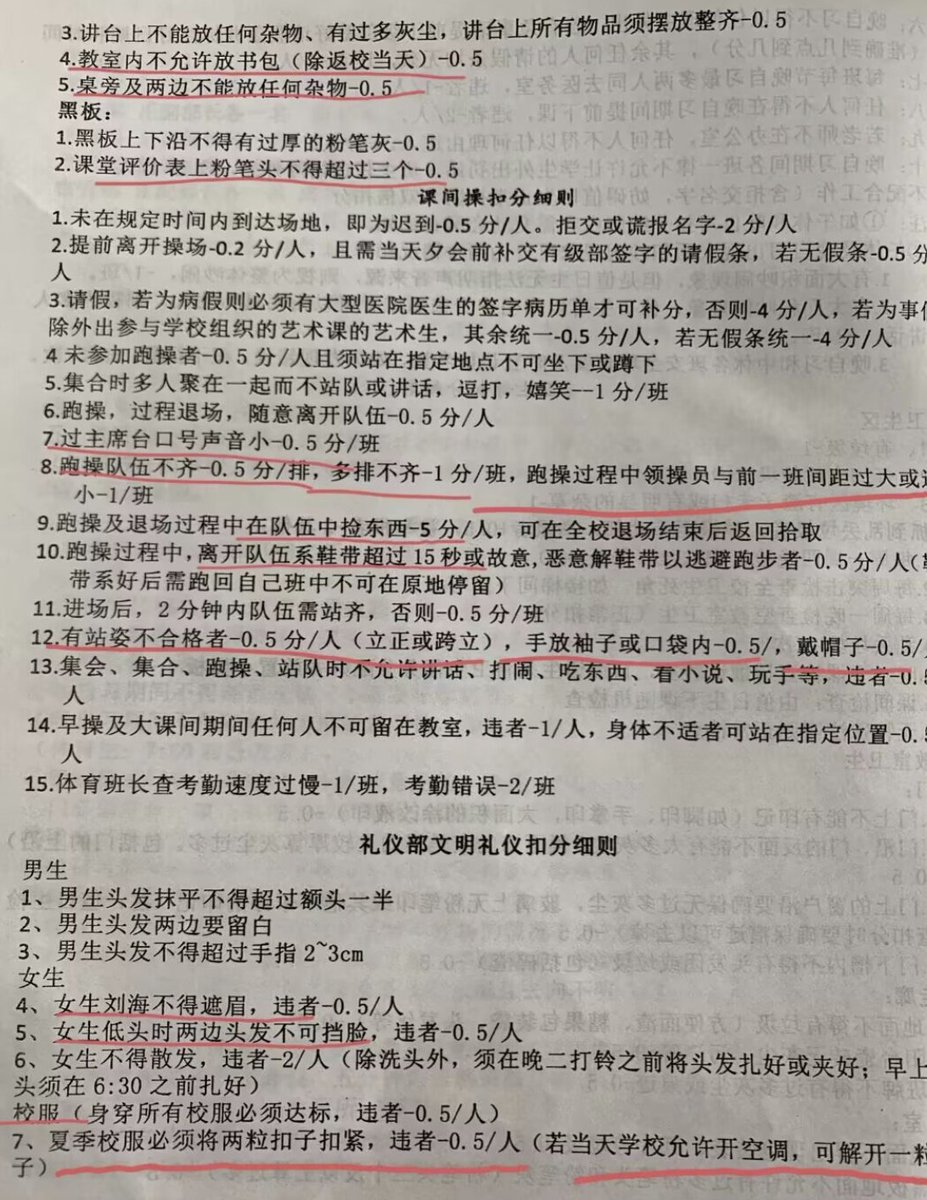 3.讲台上不能放任何杂物、有过多灰尘，讲台上所有物品须摆放整齐-0.5
4.教室内不允许放书包（除返校当天）-0.5
5.桌旁及两边不能放任何杂物-0.5
黑板：
1.黑板上下沿不得有过厚的粉笔灰-0.5
2.课堂评价表上粉笔头不得超过三个-0.5
课间操扣分细则
1.未在规定时间内到达场地，即为迟到-0.5 分/人。拒交或谎报名字-2 分/人
2.提前离开操场-0.2 分/人，且需当天夕会前补交有级部签字的请假条，若无假条-0.5 分
人
3.请假，若为病假则必须有大型医院医生的签字病历单才可补分，否则-4 分/人，若为事
除外出参与学校组织的艺术课的艺术生，其余统一-0.5 分/人，若无假条统一-4 分/人
4 未参加跑操者-0.5 分/人且须站在指定地点不可坐下或蹲下
5.集合时多人聚在一起而不站队或讲话，逗打，嬉笑--1 分/班
6.跑操，过程退场，随意离开队伍-0.5 分/人
7.过主席台口号声音小-0.5 分/班
8.跑操队伍不齐-0.5 分/排，多排不齐-1 分/班，跑操过程中领操员与前一班间距过大或
小-1/班
9.跑操及退场过程中在队伍中捡东西-5 分/人，可在全校退场结束后返回拾取
10.跑操过程中，离开队伍系鞋带超过 15 秒或故意，恶意解鞋带以逃避跑步者-0.5 分/人（
带系好后需跑回自己班中不可在原地停留）
11.进场后，2 分钟内队伍需站齐，否则-0.5 分/班
12.有站姿不合格者-0.5 分/人（立正或跨立），手放袖子或口袋内-0.5/，戴帽子-0.5/
13.集会、集合、跑操、站队时不允许讲话、打闹、吃东西、看小说、玩手等，违者-0.5
人
14.早操及大课间期间任何人不可留在教室，违者-1/人，身体不适者可站在指定位置-0.5
人
15.体育班长查考勤速度过慢-1/班，考勤错误-2/班
礼仪部文明礼仪扣分细则
男生
1、男生头发抹平不得超过额头一半
2、男生头发两边要留白
3、男生头发不得超过手指 2~3cm
女生
4、女生刘海不得遮眉，违者-0.5/人
5、女生低头时两边头发不可挡脸，违者-0.5/人
6、女生不得散发，违者-2/人（除洗头外，须在晚二打铃之前将头发扎好或夹好；早上
头须在 6:30 之前扎好）
校服（身穿所有校服必须达标，违者-0.5/人）
7、夏季校服必须将两粒扣子扣紧，违者-0.5/人（若当天学校允许开空调，可解开一粒
子）